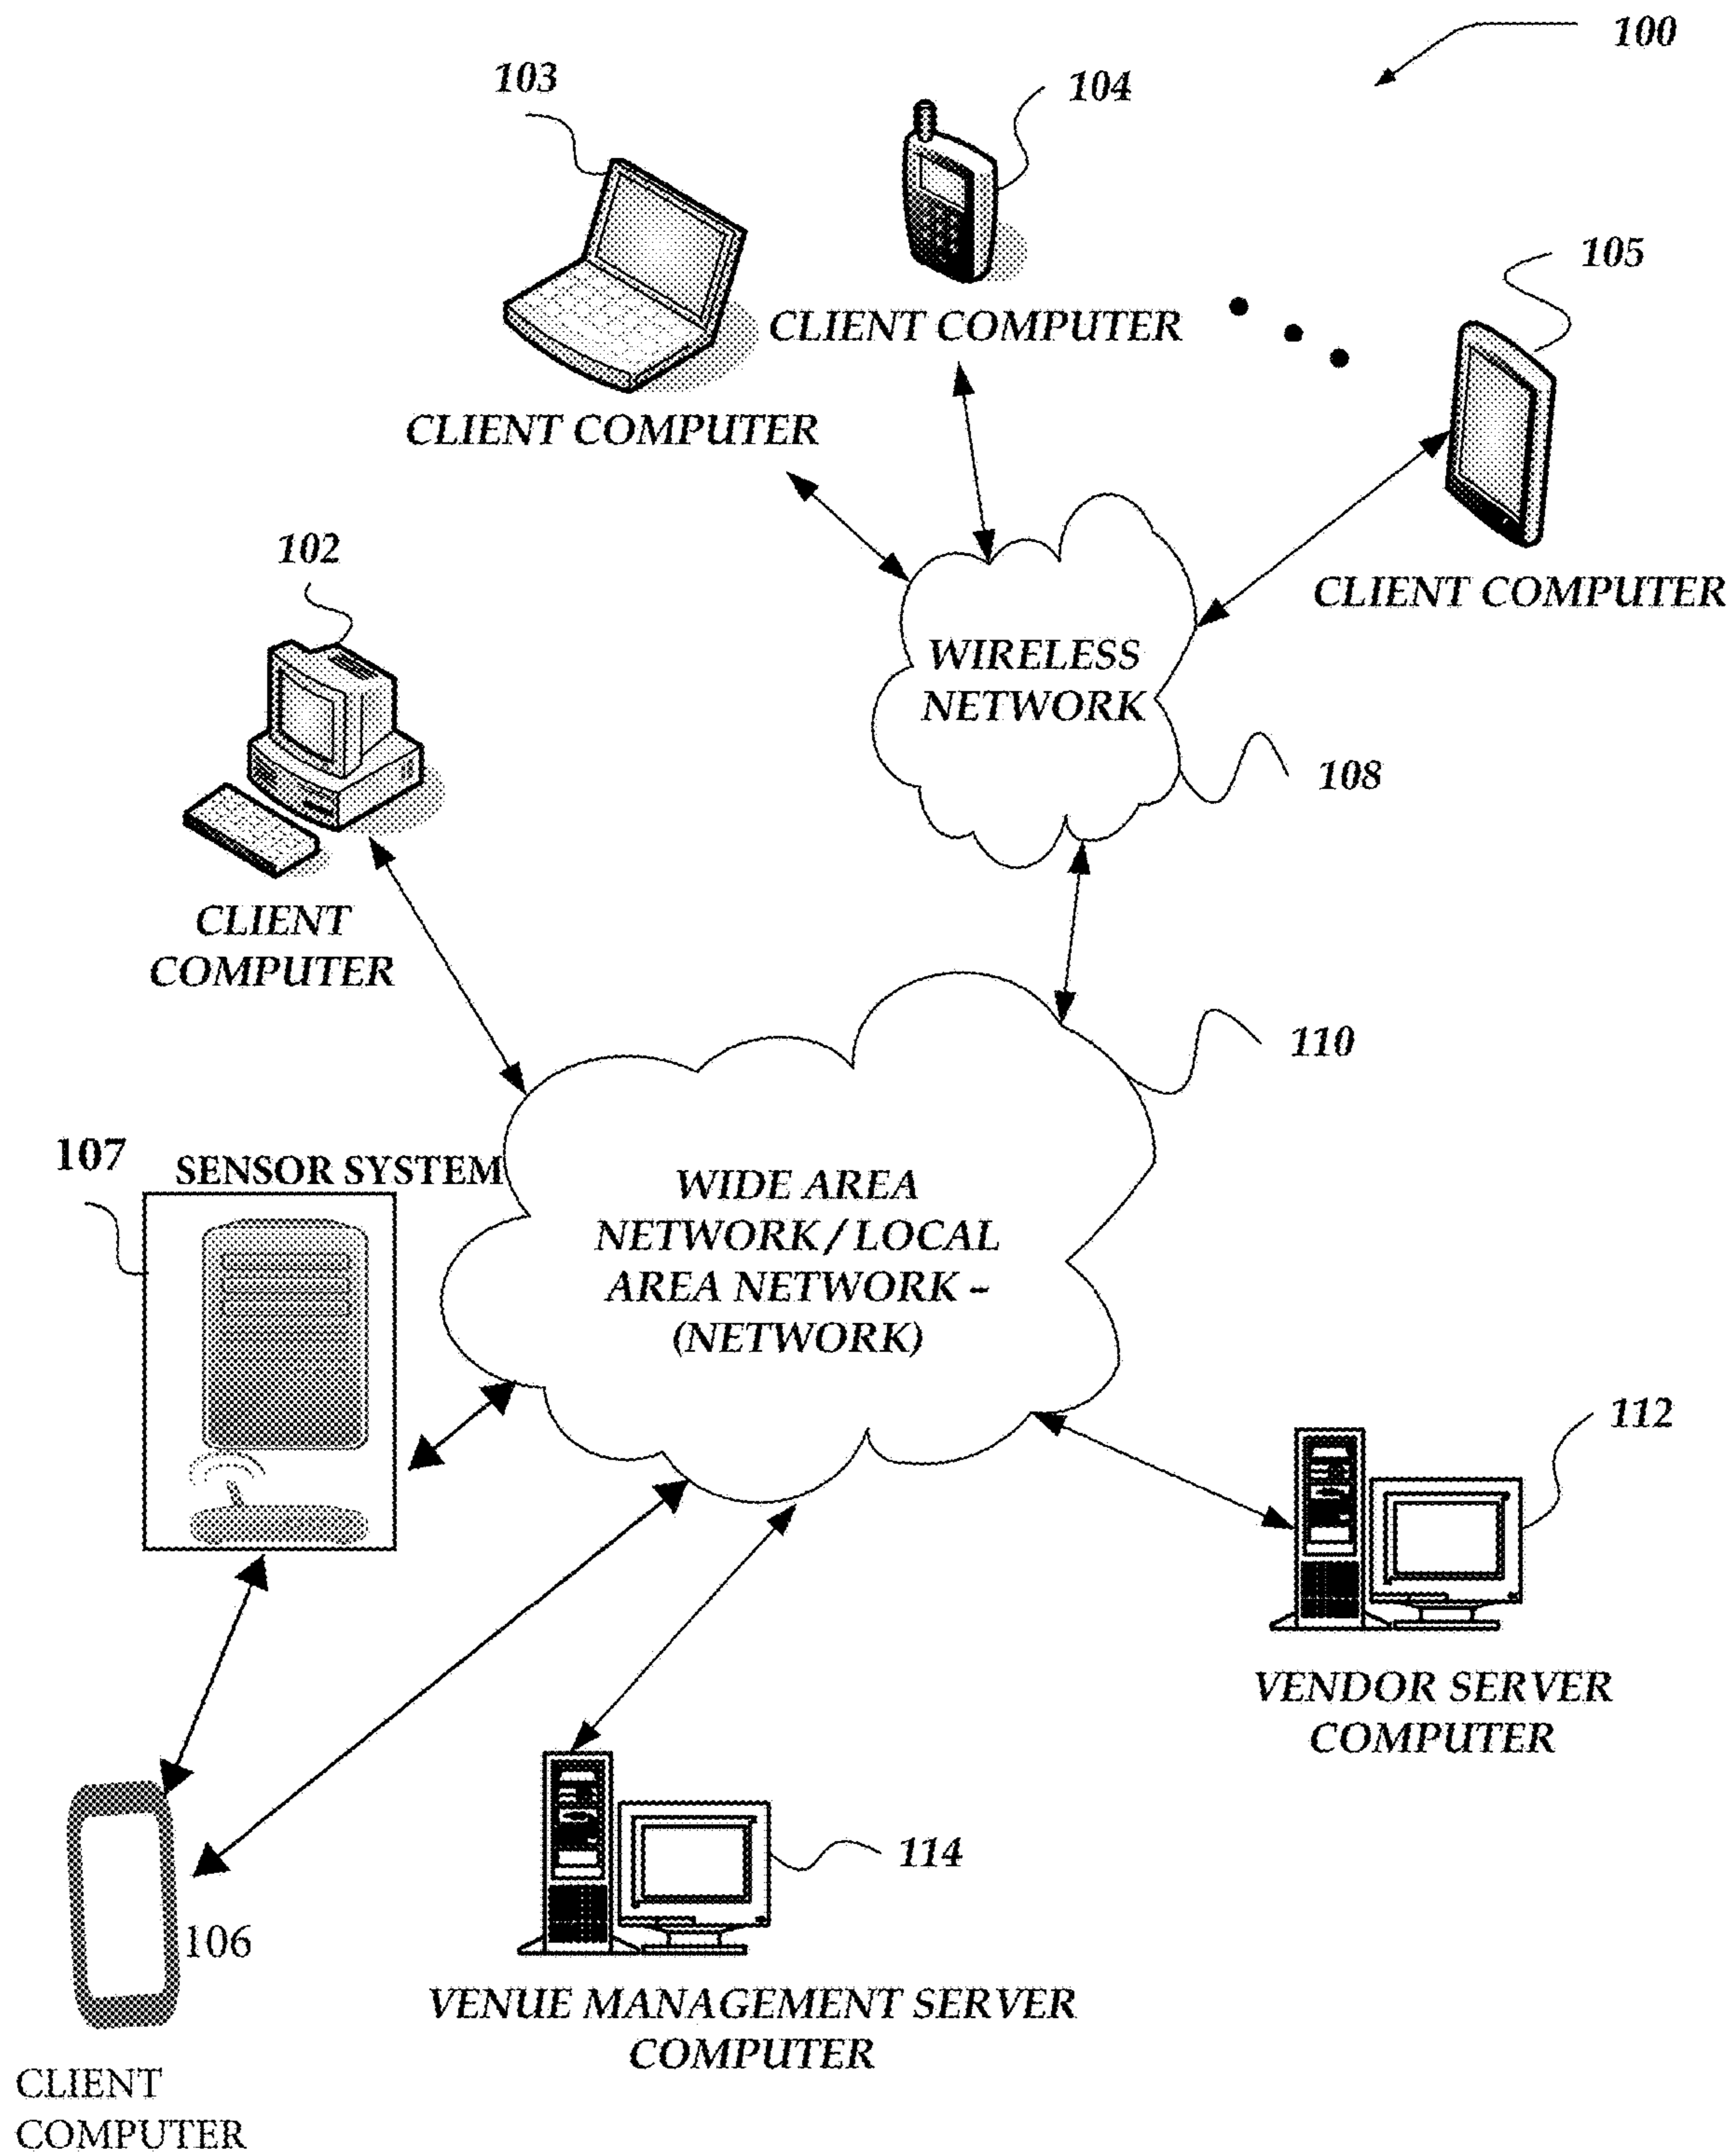 100
103
104
105
CLIENT COMPUTER
CLIENT COMPUTER
102
CLIENT COMPUTER
WIRELESS
NETWORK
108
CLIENT
COMPUTER
110
107
SENSOR SYSTEM
WIDE AREA
NETWORK / LOCAL
AREA NETWORK –
(NETWORK)
112
VENDOR SERVER
COMPUTER
114
106
VENUE MANAGEMENT SERVER
COMPUTER
CLIENT
COMPUTER